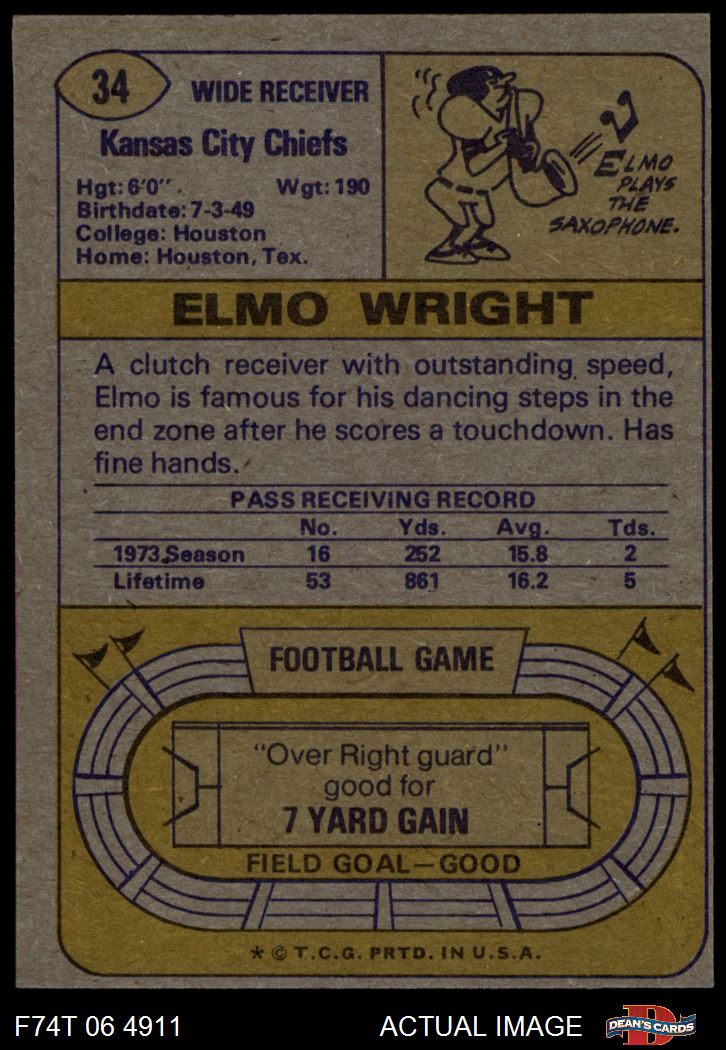 34
WIDE RECEIVER
Kansas City Chiefs
Hgt: 6'0" Wgt: 190
Birthdate: 7-3-49
College: Houston
Home: Houston, Tex.
ELMO
PLAYS
THE
SAXOPHONE.
ELMO WRIGHT
A clutch receiver with outstanding speed,
Elmo is famous for his dancing steps in the
end zone after he scores a touchdown. Has
fine hands.
PASS RECEIVING RECORD
No. Yds. Avg. Tds.
1973 Season 16 252 15.8 2
Lifetime 53 861 16.2 5
FOOTBALL GAME
"Over Right guard"
good for
7 YARD GAIN
FIELD GOAL—GOOD
* © T.C.G. PRTD. IN U.S.A.
F74T 06 4911 ACTUAL IMAGE
D
DEAN'S CARDS